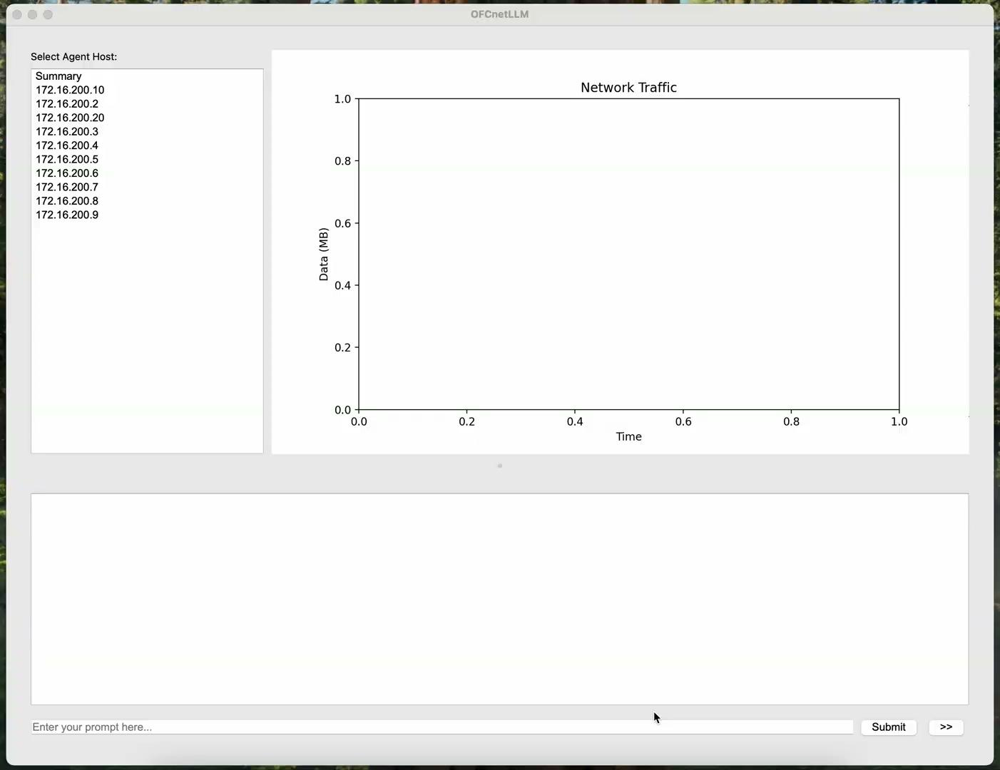 OFCnetLLM
Select Agent Host:
Summary
172.16.200.10
172.16.200.2
172.16.200.20
172.16.200.3
172.16.200.4
172.16.200.5
172.16.200.6
172.16.200.7
172.16.200.8
172.16.200.9
Network Traffic
1.0
0.8
0.6
0.4
0.2
0.0
Data (MB)
0.0 0.2 0.4 0.6 0.8 1.0
Time
Enter your prompt here...
Submit
>>